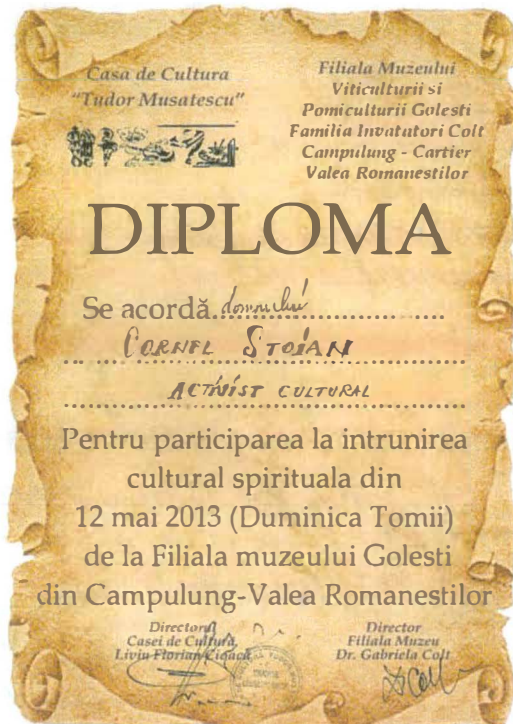 Casa de Cultura
"Tudor Musatescu"
Filiala Muzeului
Viticulturii si
Pomiculturii Golesti
Familia Invatatori Colt
Campulung - Cartier
Valea Romanestilor
DIPLOMA
Se acordă domnului
CORNEL STOIAN
ACTIVIST CULTURAL
Pentru participarea la intrunirea
cultural spirituala din
12 mai 2013 (Duminica Tomii)
de la Filiala muzeului Golesti
din Campulung-Valea Romanestilor
Directorul
Casei de Cultura,
Liviu Florian Cioacă
Director
Filiala Muzeu
Dr. Gabriela Colt